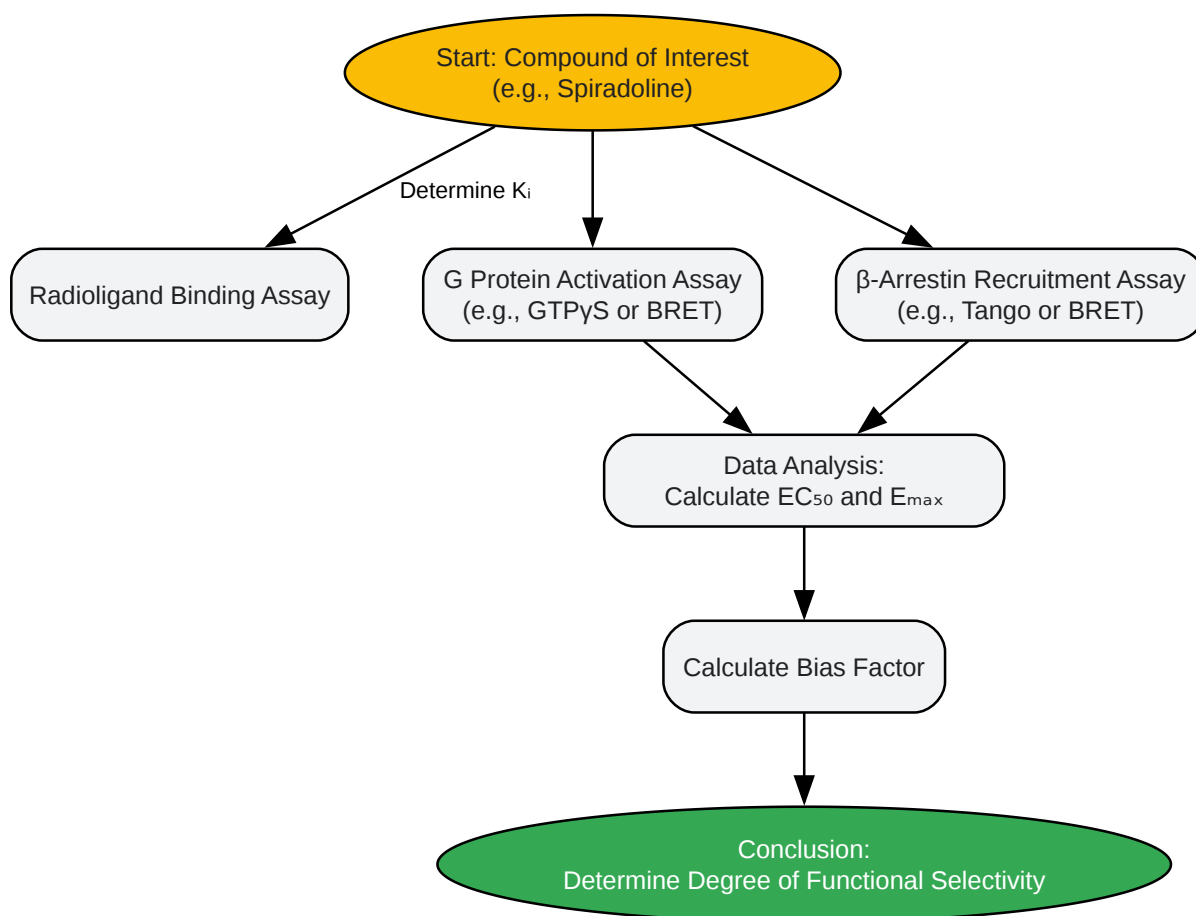 Start: Compound of Interest
(e.g., Spiradoline)
Determine Kᵢ
Radioligand Binding Assay
G Protein Activation Assay
(e.g., GTPγS or BRET)
β-Arrestin Recruitment Assay
(e.g., Tango or BRET)
Data Analysis:
Calculate EC₅₀ and Eₘₐₓ
Calculate Bias Factor
Conclusion:
Determine Degree of Functional Selectivity